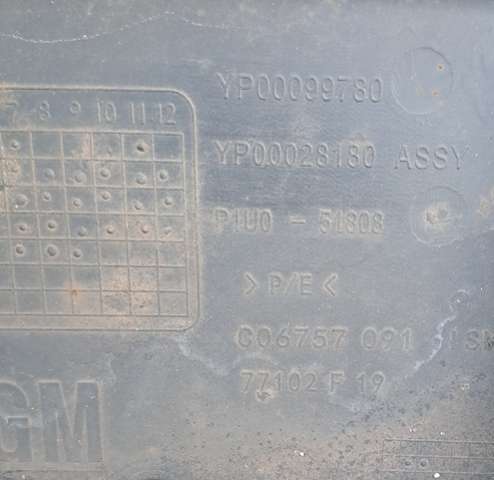 YP00099780
7 8 9 10 11 12
YP00028180 ASSY
P1U0 - 51808
>P/E<
C06757 091
77102 F 19
GM